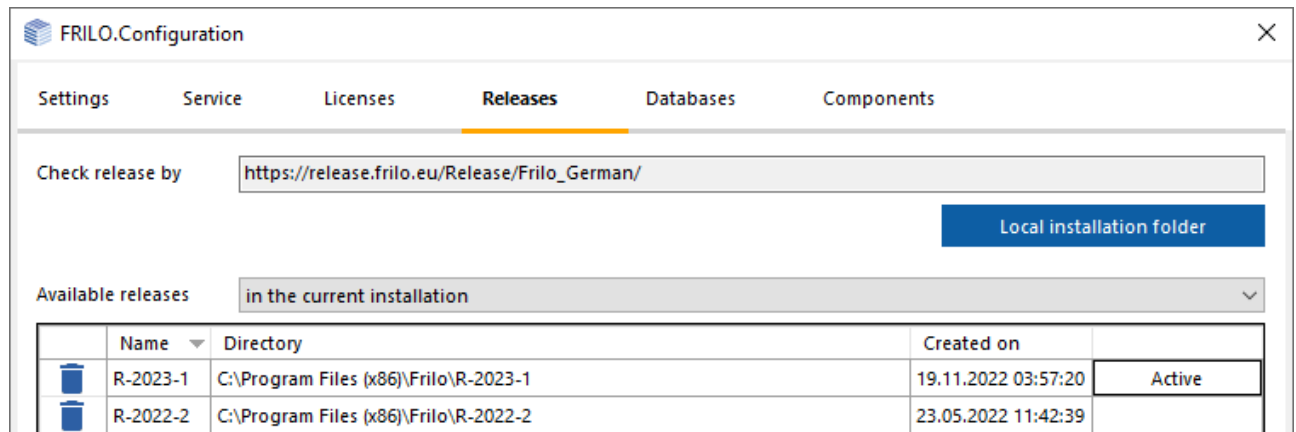 FRILO.Configuration
Settings Service Licenses Releases Databases Components
Check release by https://release.frilo.eu/Release/Frilo_German/
Local installation folder
Available releases in the current installation
Name Directory Created on
R-2023-1 C:\Program Files (x86)\Frilo\R-2023-1 19.11.2022 03:57:20 Active
R-2022-2 C:\Program Files (x86)\Frilo\R-2022-2 23.05.2022 11:42:39